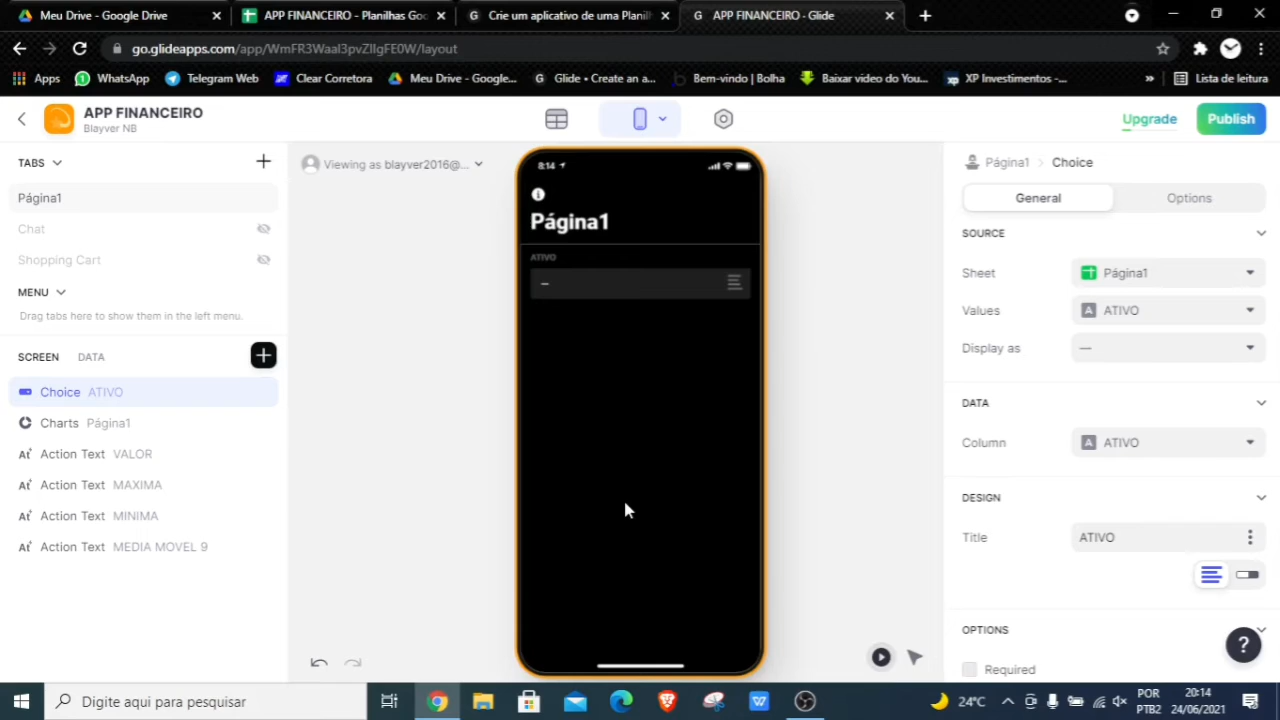 Meu Drive - Google Drive
APP FINANCEIRO - Planilhas Go
Crie um aplicativo de uma Planil
APP FINANCEIRO - Glide
go.glideapps.com/app/WmFR3Waal3pvZIlgFE0W/layout
Apps
WhatsApp
Telegram Web
Clear Corretora
Meu Drive - Google...
Glide • Create an a...
Bem-vindo | Bolha
Baixar video do You...
XP Investimentos -...
»
Lista de leitura
APP FINANCEIRO
Blayver NB
Upgrade
Publish
TABS
Página1
Chat
Shopping Cart
MENU
Drag tabs here to show them in the left menu.
SCREEN DATA
Choice ATIVO
Charts Página1
Action Text VALOR
Action Text MAXIMA
Action Text MINIMA
Action Text MEDIA MOVEL 9
Viewing as blayver2016@...
8:14
Página1
ATIVO
–
Página1 > Choice
General Options
SOURCE
Sheet Página1
Values A ATIVO
Display as —
DATA
Column A ATIVO
DESIGN
Title ATIVO
OPTIONS
Required
?
Digite aqui para pesquisar
24°C
POR
PTB2
20:14
24/06/2021